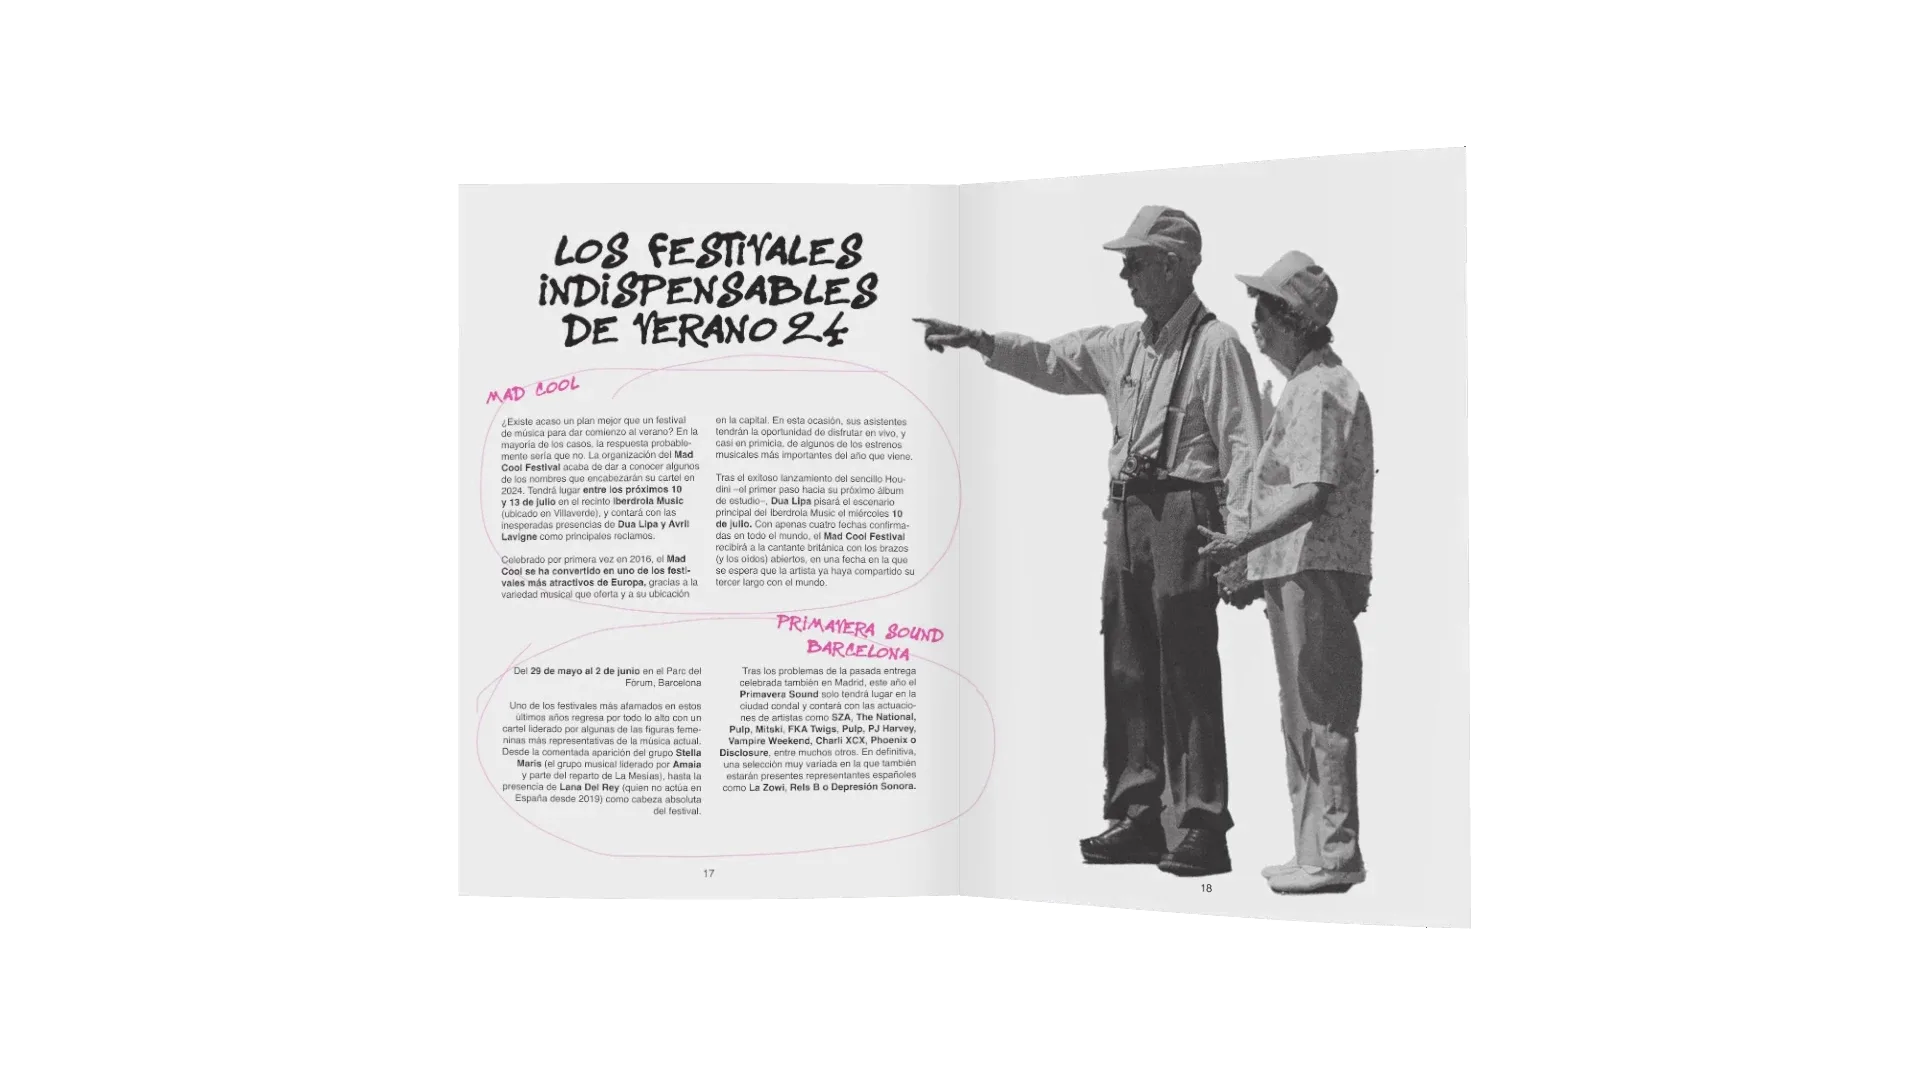 LOS FESTIVALES
INDISPENSABLES
DE VERANO 24
MAD COOL
¿Existe acaso un plan mejor que un festival
de música para dar comienzo al verano? En la
mayoría de los casos, la respuesta probable-
mente sería que no. La organización del Mad
Cool Festival acaba de dar a conocer algunos
de los nombres que encabezarán su cartel en
2024. Tendrá lugar entre los próximos 10
y 13 de julio en el recinto Iberdrola Music
(ubicado en Villaverde), y contará con las
inesperadas presencias de Dua Lipa y Avril
Lavigne como principales reclamos.
Celebrado por primera vez en 2016, el Mad
Cool se ha convertido en uno de los festi-
vales más atractivos de Europa, gracias a la
variedad musical que oferta y a su ubicación
en la capital. En esta ocasión, sus asistentes
tendrán la oportunidad de disfrutar en vivo, y
casi en primicia, de algunos de los estrenos
musicales más importantes del año que viene.
Tras el exitoso lanzamiento del sencillo Hou-
dini –el primer paso hacia su próximo álbum
de estudio–, Dua Lipa pisará el escenario
principal del Iberdrola Music el miércoles 10
de julio. Con apenas cuatro fechas confirma-
das en todo el mundo, el Mad Cool Festival
recibirá a la cantante británica con los brazos
(y los oídos) abiertos, en una fecha en la que
se espera que la artista ya haya compartido su
tercer largo con el mundo.
PRIMAVERA SOUND
BARCELONA
Del 29 de mayo al 2 de junio en el Parc del
Fòrum, Barcelona
Uno de los festivales más afamados en estos
últimos años regresa por todo lo alto con un
cartel liderado por algunas de las figuras feme-
ninas más representativas de la música actual.
Desde la comentada aparición del grupo Stella
Maris (el grupo musical liderado por Amaia
y parte del reparto de La Mesías), hasta la
presencia de Lana Del Rey (quien no actúa en
España desde 2019) como cabeza absoluta
del festival.
Tras los problemas de la pasada entrega
celebrada también en Madrid, este año el
Primavera Sound solo tendrá lugar en la
ciudad condal y contará con las actuacio-
nes de artistas como SZA, The National,
Pulp, Mitski, FKA Twigs, Pulp, PJ Harvey,
Vampire Weekend, Charli XCX, Phoenix o
Disclosure, entre muchos otros. En definitiva,
una selección muy variada en la que también
estarán presentes representantes españoles
como La Zowi, Rels B o Depresión Sonora.
17
18